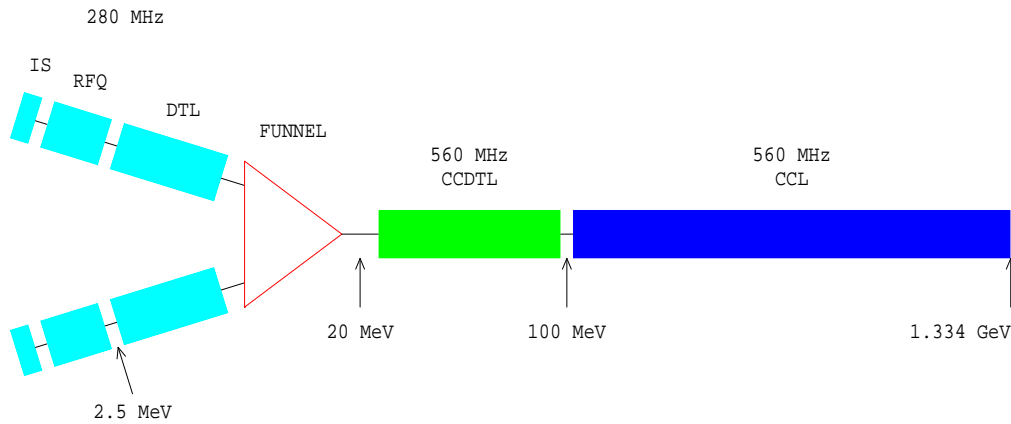 280 MHz
IS
RFQ
DTL
FUNNEL
560 MHz
CCDTL
560 MHz
CCL
20 MeV
100 MeV
1.334 GeV
2.5 MeV